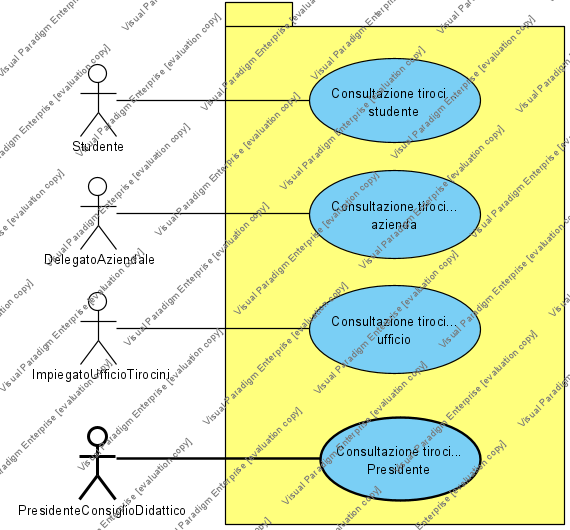 Consultazione tiroci...
studente
Studente
Consultazione tiroci...
azienda
DelegatoAziendale
Consultazione tiroci...
ufficio
ImpiegatoUfficioTirocini
Consultazione tiroci...
Presidente
PresidenteConsiglioDidattico
Visual Paradigm Enterprise [evaluation copy]